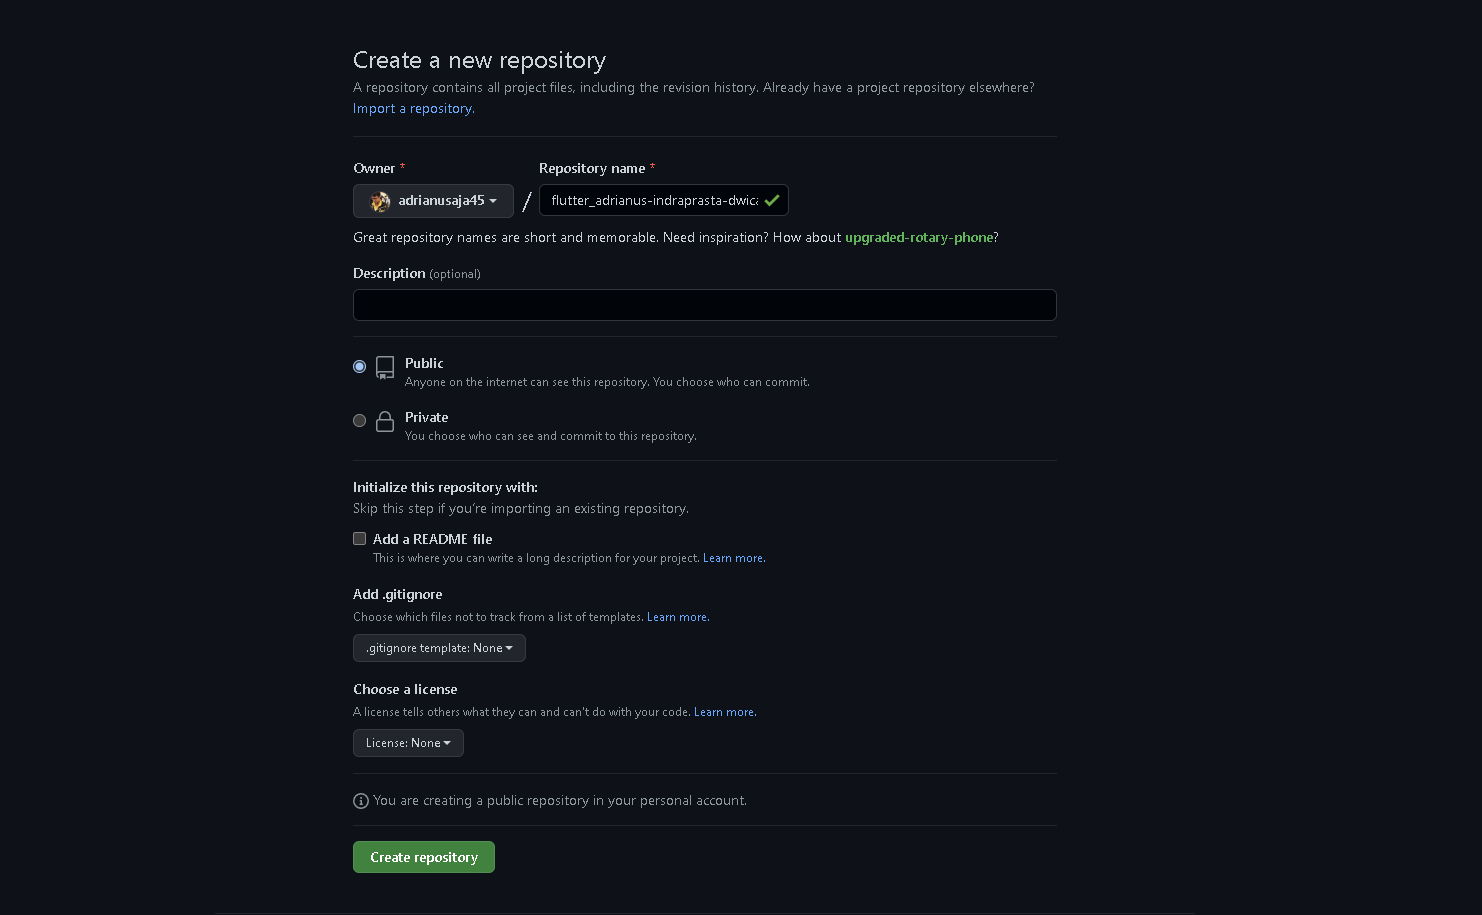 Create a new repository
A repository contains all project files, including the revision history. Already have a project repository elsewhere?
Import a repository.
Owner * Repository name *
adrianusaja45 / flutter_adrianus-indraprasta-dwica
Great repository names are short and memorable. Need inspiration? How about upgraded-rotary-phone?
Description (optional)
Public
Anyone on the internet can see this repository. You choose who can commit.
Private
You choose who can see and commit to this repository.
Initialize this repository with:
Skip this step if you're importing an existing repository.
Add a README file
This is where you can write a long description for your project. Learn more.
Add .gitignore
Choose which files not to track from a list of templates. Learn more.
.gitignore template: None
Choose a license
A license tells others what they can and can't do with your code. Learn more.
License: None
You are creating a public repository in your personal account.
Create repository